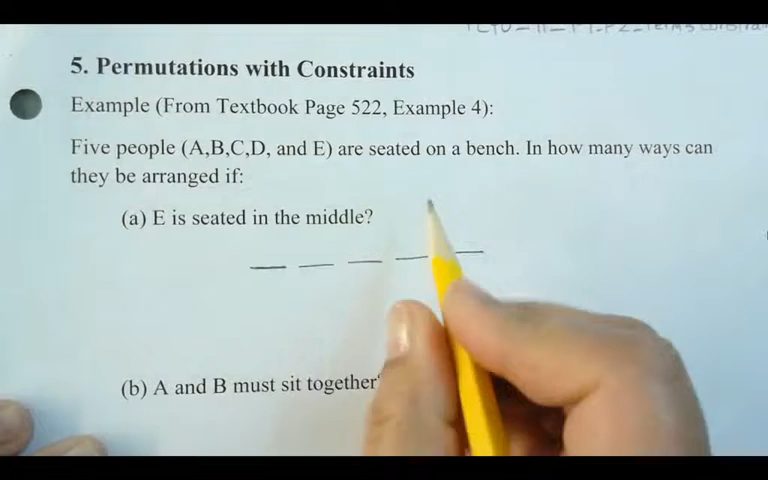 5. Permutations with Constraints
Example (From Textbook Page 522, Example 4):
Five people (A,B,C,D, and E) are seated on a bench. In how many ways can
they be arranged if:
(a) E is seated in the middle?
(b) A and B must sit together